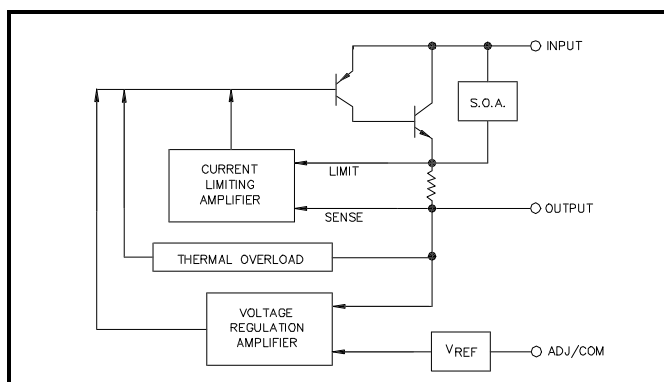 INPUT
S.O.A.
CURRENT
LIMITING
AMPLIFIER
LIMIT
SENSE
OUTPUT
THERMAL OVERLOAD
VOLTAGE
REGULATION
AMPLIFIER
VREF
ADJ/COM